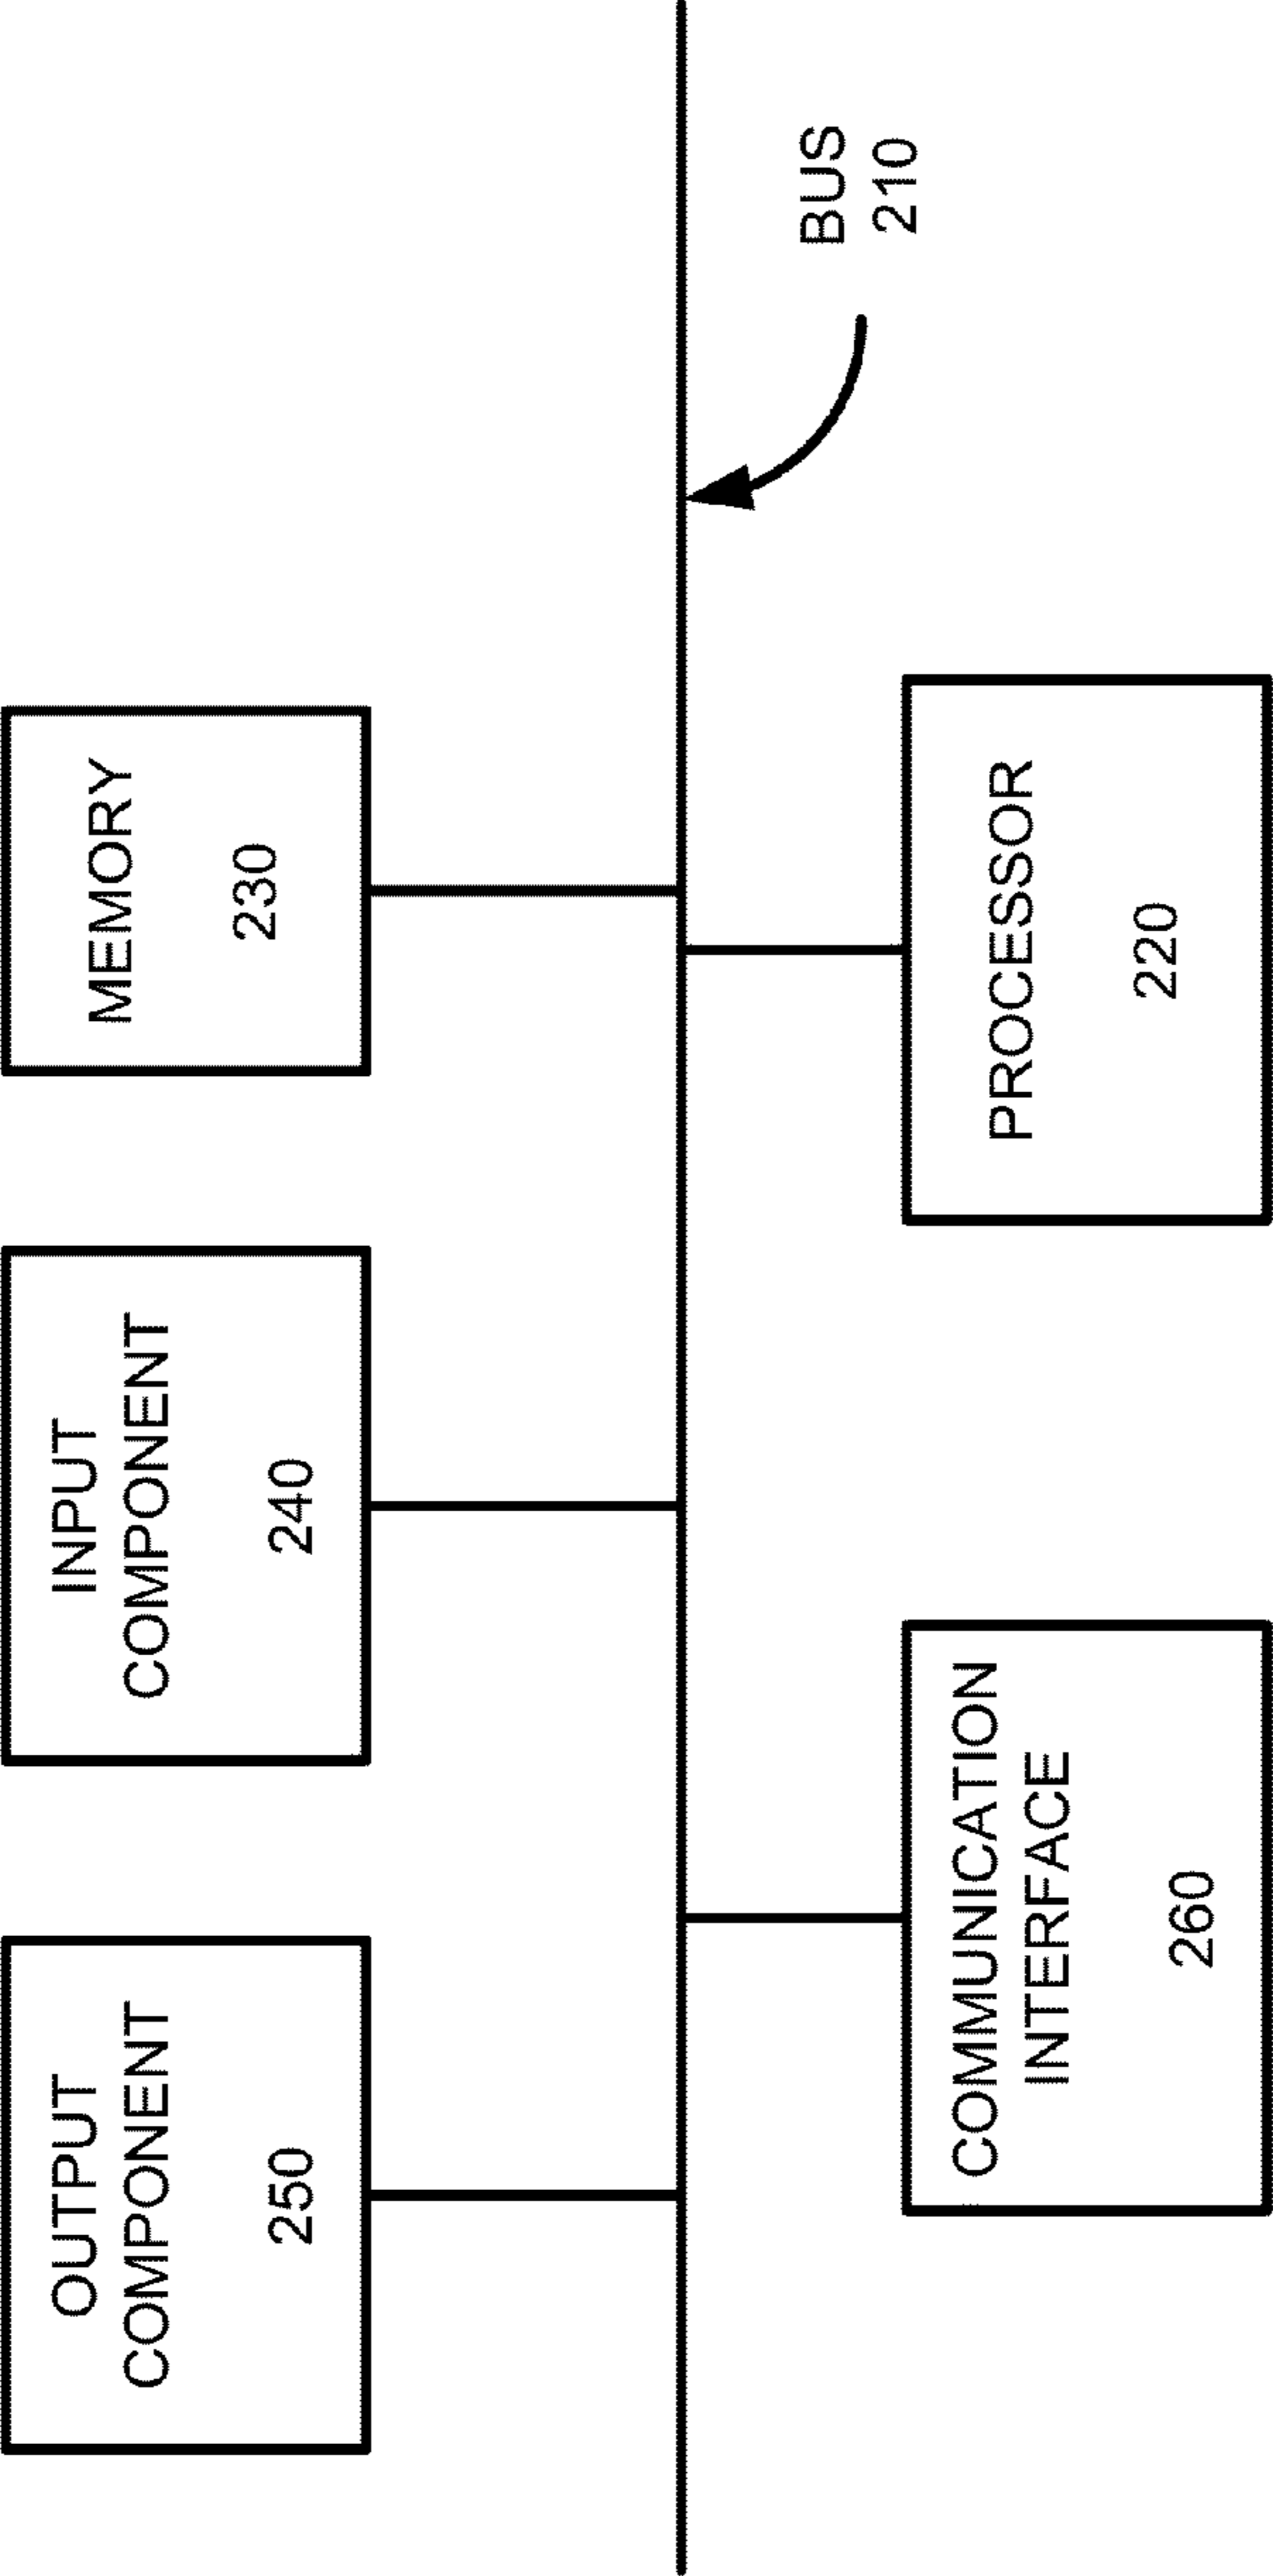 OUTPUT
COMPONENT
250
INPUT
COMPONENT
240
MEMORY
230
BUS
210
COMMUNICATION
INTERFACE
260
PROCESSOR
220